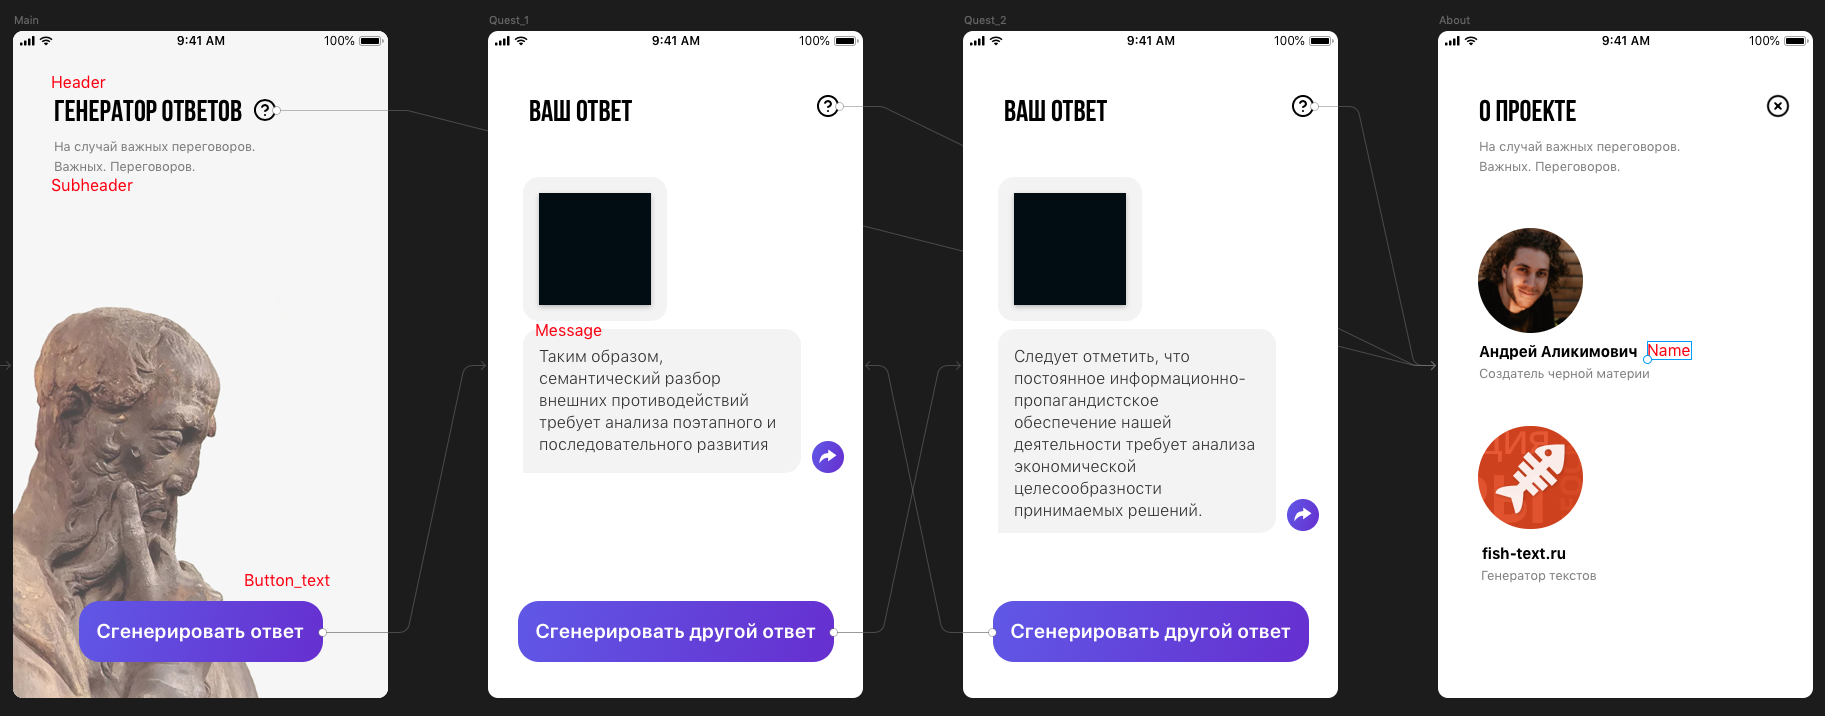 Main
9:41 AM
100%
Header
ГЕНЕРАТОР ОТВЕТОВ
На случай важных переговоров.
Важных. Переговоров.
Subheader
Button_text
Сгенерировать ответ
Quest_1
9:41 AM
100%
ВАШ ОТВЕТ
Message
Таким образом,
семантический разбор
внешних противодействий
требует анализа поэтапного и
последовательного развития
Сгенерировать другой ответ
Quest_2
9:41 AM
100%
ВАШ ОТВЕТ
Следует отметить, что
постоянное информационно-
пропагандистское
обеспечение нашей
деятельности требует анализа
экономической
целесообразности
принимаемых решений.
Сгенерировать другой ответ
About
9:41 AM
100%
О ПРОЕКТЕ
На случай важных переговоров.
Важных. Переговоров.
Андрей Аликимович
Name
Создатель черной материи
fish-text.ru
Генератор текстов